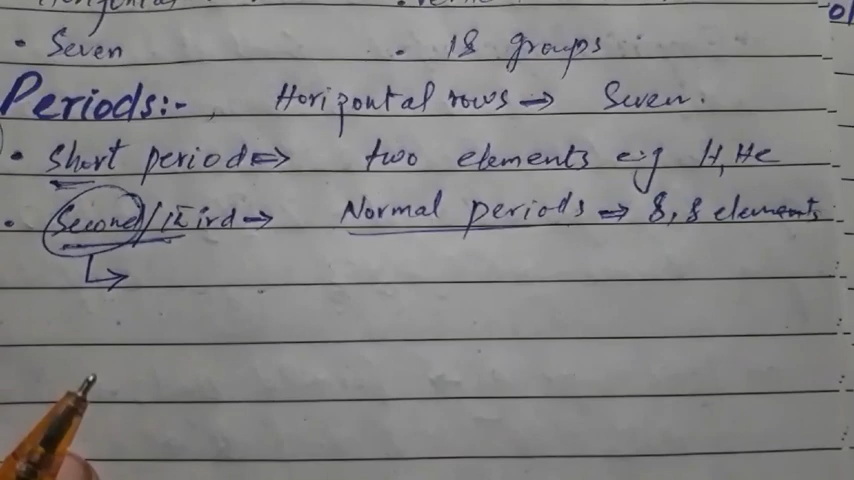 Horizontal
• Seven • 18 groups
Periods:- Horizontal rows → Seven.
• Short period ⇒ two elements e.g H, He
• Second/Third → Normal periods ⇒ 8, 8 elements